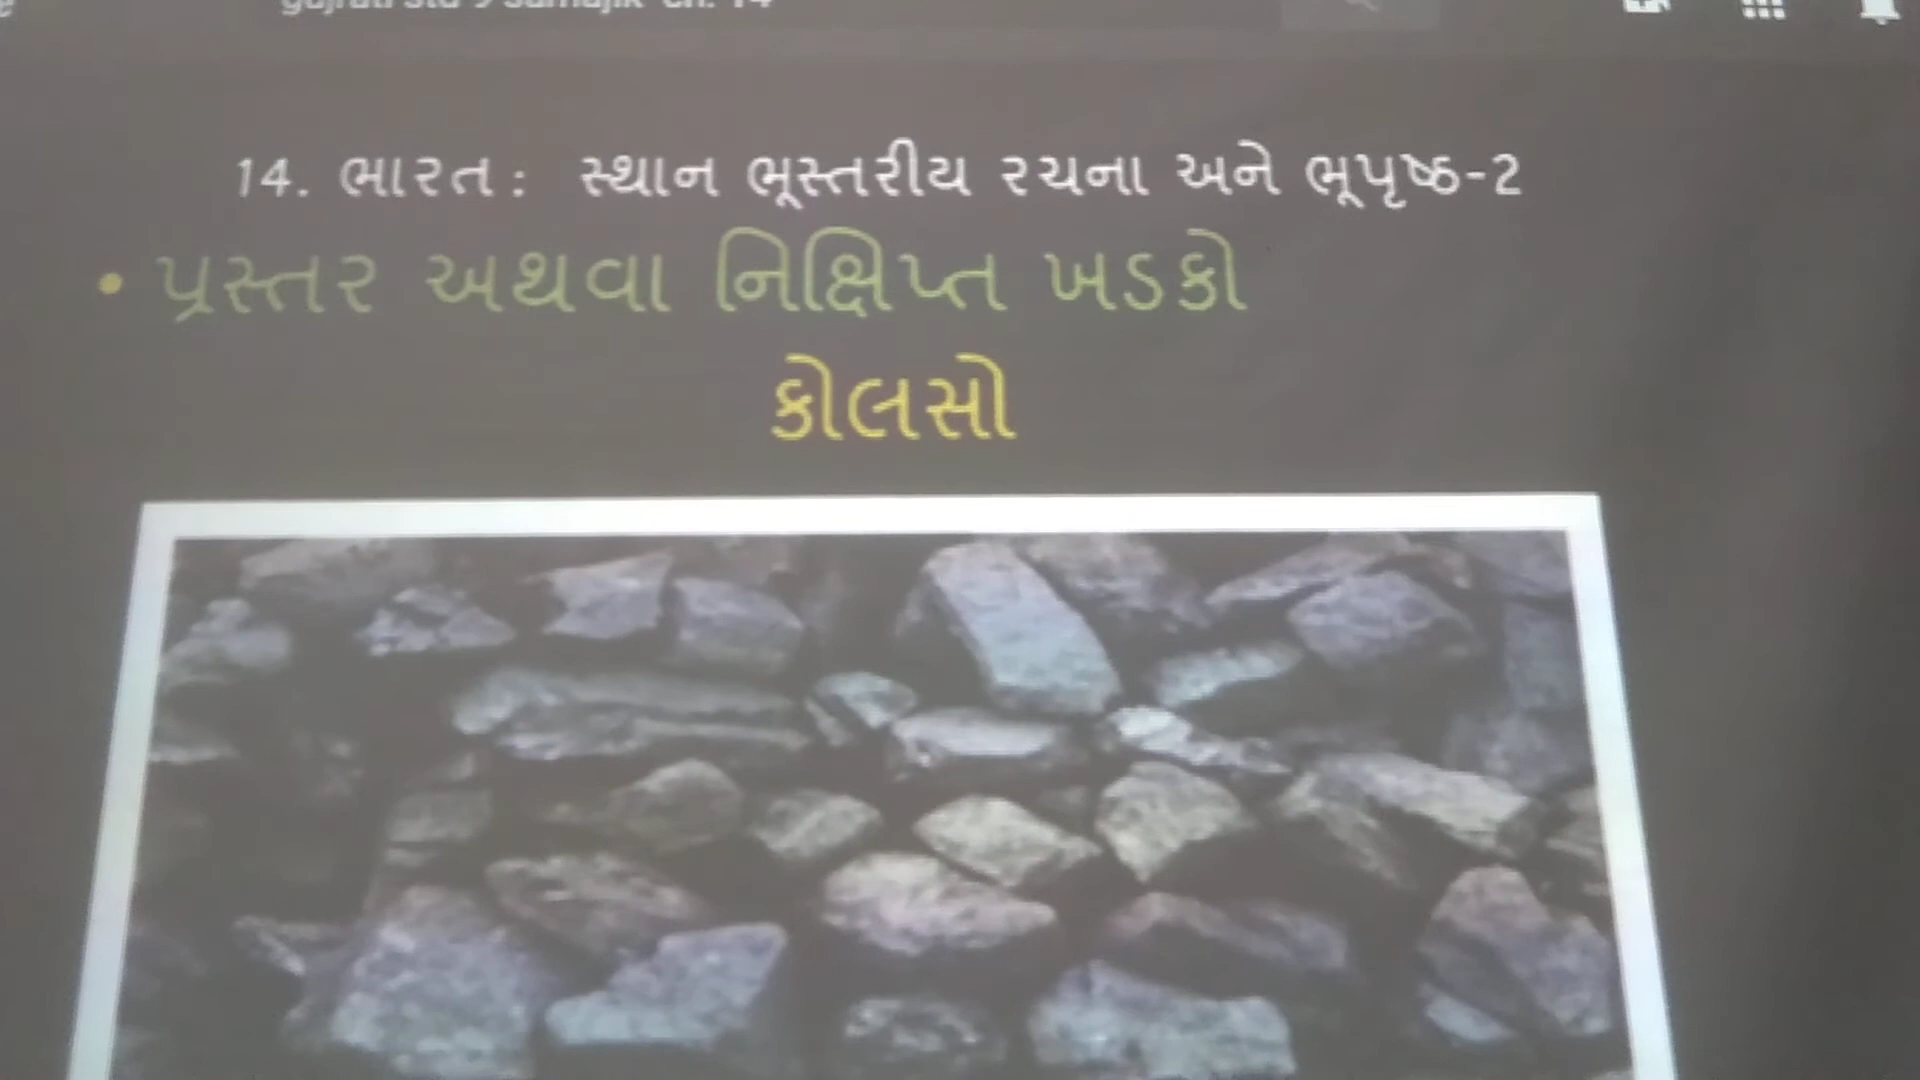 14. ભારત: સ્થાન ભૂસ્તરીય રચના અને ભૂપૃષ્ઠ-2
• પ્રસ્તર અથવા નિક્ષિપ્ત ખડકો
કોલસો